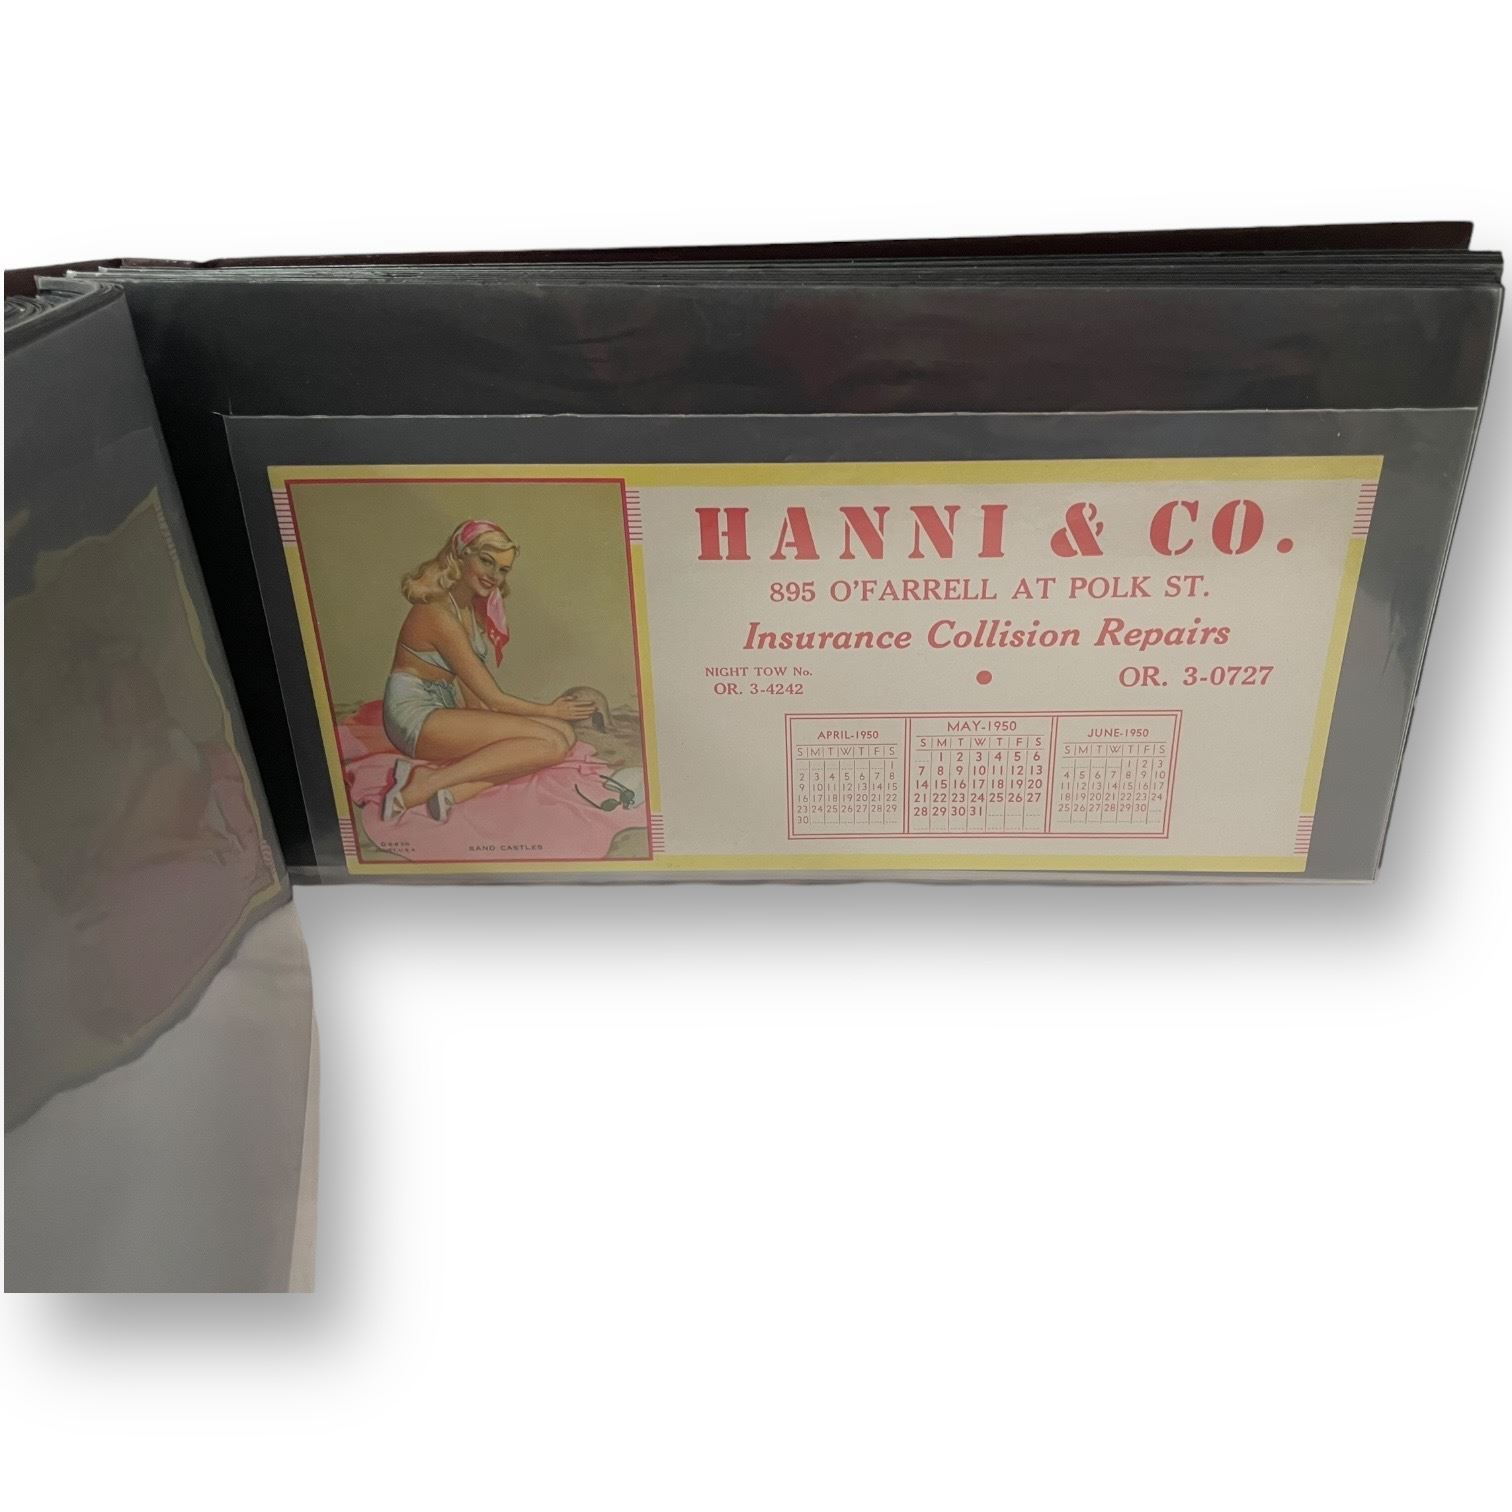 HANNI & CO.
895 O'FARRELL AT POLK ST.
Insurance Collision Repairs
NIGHT TOW No.
OR. 3-4242
OR. 3-0727
APRIL-1950
S M T W T F S
1
2 3 4 5 6 7 8
9 10 11 12 13 14 15
16 17 18 19 20 21 22
23 24 25 26 27 28 29
30
MAY-1950
S M T W T F S
1 2 3 4 5 6
7 8 9 10 11 12 13
14 15 16 17 18 19 20
21 22 23 24 25 26 27
28 29 30 31
JUNE-1950
S M T W T F S
1 2 3
4 5 6 7 8 9 10
11 12 13 14 15 16 17
18 19 20 21 22 23 24
25 26 27 28 29 30
SAND CASTLES